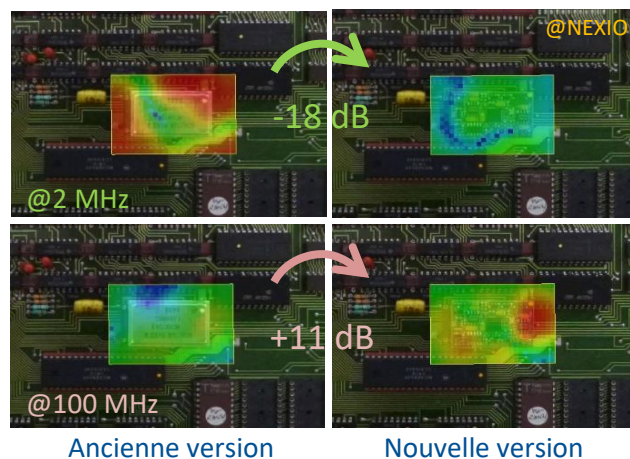 @NEXIO
-18 dB
@2 MHz
+11 dB
@100 MHz
Ancienne version
Nouvelle version